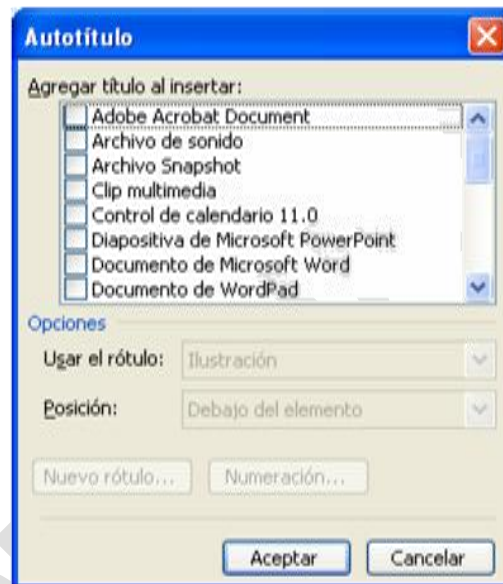 Autotítulo
Agregar título al insertar:
Adobe Acrobat Document
Archivo de sonido
Archivo Snapshot
Clip multimedia
Control de calendario 11.0
Diapositiva de Microsoft PowerPoint
Documento de Microsoft Word
Documento de WordPad
Opciones
Usar el rótulo: Ilustración
Posición: Debajo del elemento
Nuevo rótulo... Numeración...
Aceptar Cancelar